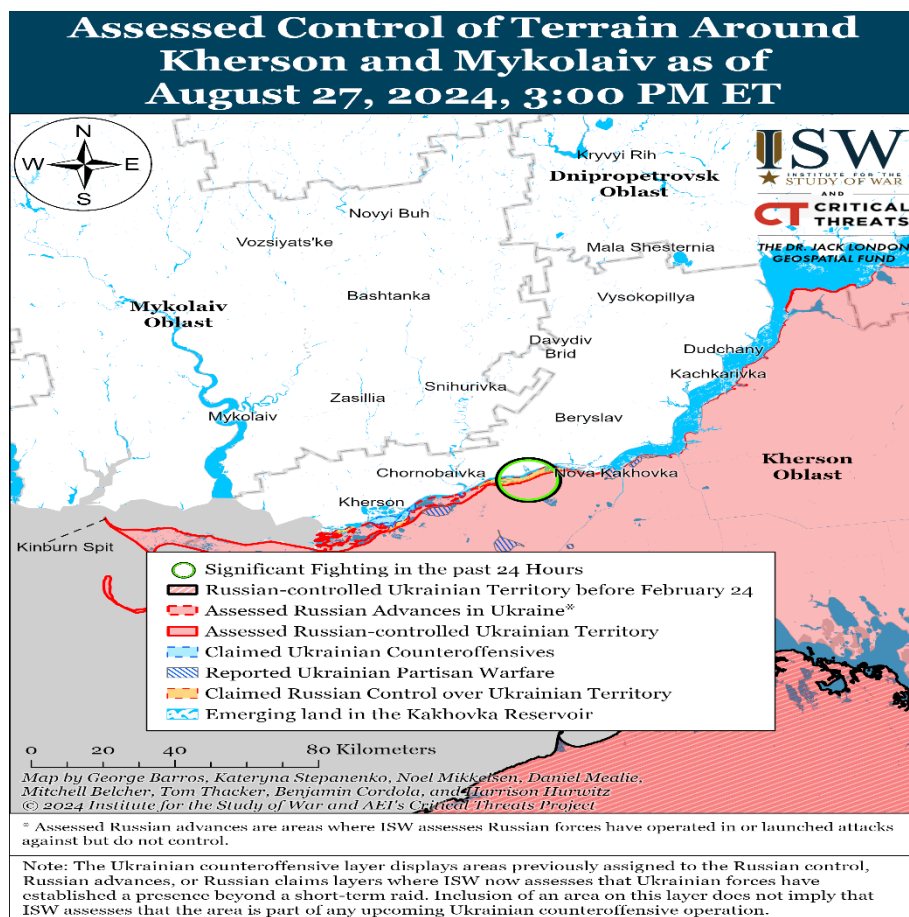 Assessed Control of Terrain Around
Kherson and Mykolaiv as of
August 27, 2024, 3:00 PM ET
N
W E
S
Kryvyi Rih
Dnipropetrovsk
Oblast
ISW
INSTITUTE FOR THE
STUDY OF WAR
AND
CT CRITICAL
THREATS
THE DR. JACK LONDON
GEOSPATIAL FUND
Novyi Buh
Vozsiyats'ke
Mala Shesternia
Bashtanka
Vysokopillya
Mykolaiv
Oblast
Davydiv
Brid
Dudchany
Kachkarivka
Snihurivka
Zasillia
Mykolaiv
Beryslav
Kherson
Oblast
Chornobaivka
Nova Kakhovka
Kherson
Kinburn Spit
Significant Fighting in the past 24 Hours
Russian-controlled Ukrainian Territory before February 24
Assessed Russian Advances in Ukraine*
Assessed Russian-controlled Ukrainian Territory
Claimed Ukrainian Counteroffensives
Reported Ukrainian Partisan Warfare
Claimed Russian Control over Ukrainian Territory
Emerging land in the Kakhovka Reservoir
0 20 40 80 Kilometers
Map by George Barros, Kateryna Stepanenko, Noel Mikkelsen, Daniel Mealie,
Mitchell Belcher, Tom Thacker, Benjamin Cordola, and Harrison Hurwitz
© 2024 Institute for the Study of War and AEI's Critical Threats Project
* Assessed Russian advances are areas where ISW assesses Russian forces have operated in or launched attacks
against but do not control.
Note: The Ukrainian counteroffensive layer displays areas previously assigned to the Russian control,
Russian advances, or Russian claims layers where ISW now assesses that Ukrainian forces have
established a presence beyond a short-term raid. Inclusion of an area on this layer does not imply that
ISW assesses that the area is part of any upcoming Ukrainian counteroffensive operation.